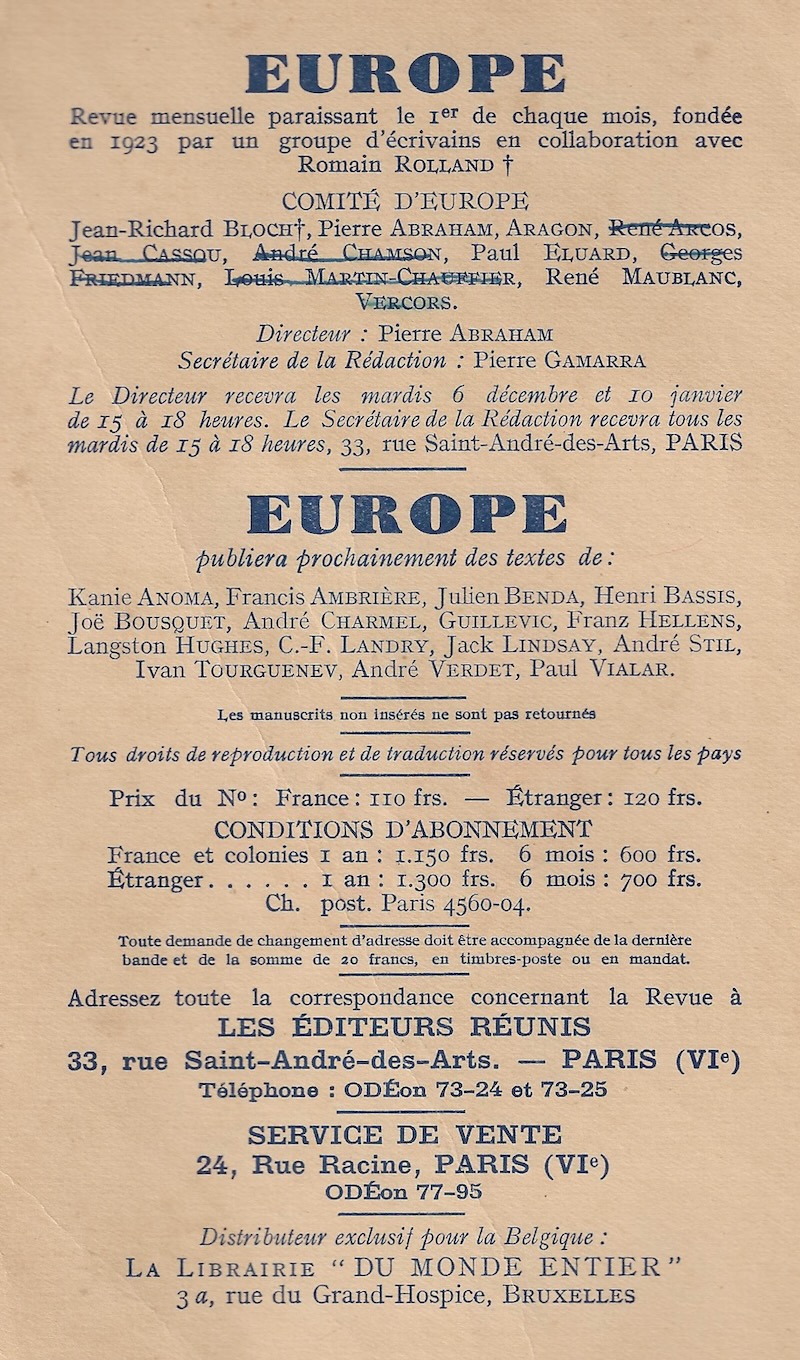 EUROPE
Revue mensuelle paraissant le 1er de chaque mois, fondée
en 1923 par un groupe d'écrivains en collaboration avec
Romain ROLLAND †
COMITÉ D'EUROPE
Jean-Richard BLOCH†, Pierre ABRAHAM, ARAGON, René ARCOS,
Jean CASSOU, André CHAMSON, Paul ELUARD, Georges
FRIEDMANN, Louis MARTIN-CHAUFFIER, René MAUBLANC,
VERCORS.
Directeur : Pierre ABRAHAM
Secrétaire de la Rédaction : Pierre GAMARRA
Le Directeur recevra les mardis 6 décembre et 10 janvier
de 15 à 18 heures. Le Secrétaire de la Rédaction recevra tous les
mardis de 15 à 18 heures, 33, rue Saint-André-des-Arts, PARIS
EUROPE
publiera prochainement des textes de :
Kanie ANOMA, Francis AMBRIÈRE, Julien BENDA, Henri BASSIS,
Joë BOUSQUET, André CHARMEL, GUILLEVIC, Franz HELLENS,
Langston HUGHES, C.-F. LANDRY, Jack LINDSAY, André STIL,
Ivan TOURGUENEV, André VERDET, Paul VIALAR.
Les manuscrits non insérés ne sont pas retournés
Tous droits de reproduction et de traduction réservés pour tous les pays
Prix du No : France : 110 frs. — Étranger : 120 frs.
CONDITIONS D'ABONNEMENT
France et colonies 1 an : 1.150 frs. 6 mois : 600 frs.
Étranger. . . . . . 1 an : 1.300 frs. 6 mois : 700 frs.
Ch. post. Paris 4560-04.
Toute demande de changement d'adresse doit être accompagnée de la dernière
bande et de la somme de 20 francs, en timbres-poste ou en mandat.
Adressez toute la correspondance concernant la Revue à
LES ÉDITEURS RÉUNIS
33, rue Saint-André-des-Arts. — PARIS (VIe)
Téléphone : ODÉon 73-24 et 73-25
SERVICE DE VENTE
24, Rue Racine, PARIS (VIe)
ODÉon 77-95
Distributeur exclusif pour la Belgique :
LA LIBRAIRIE " DU MONDE ENTIER "
3 a, rue du Grand-Hospice, BRUXELLES